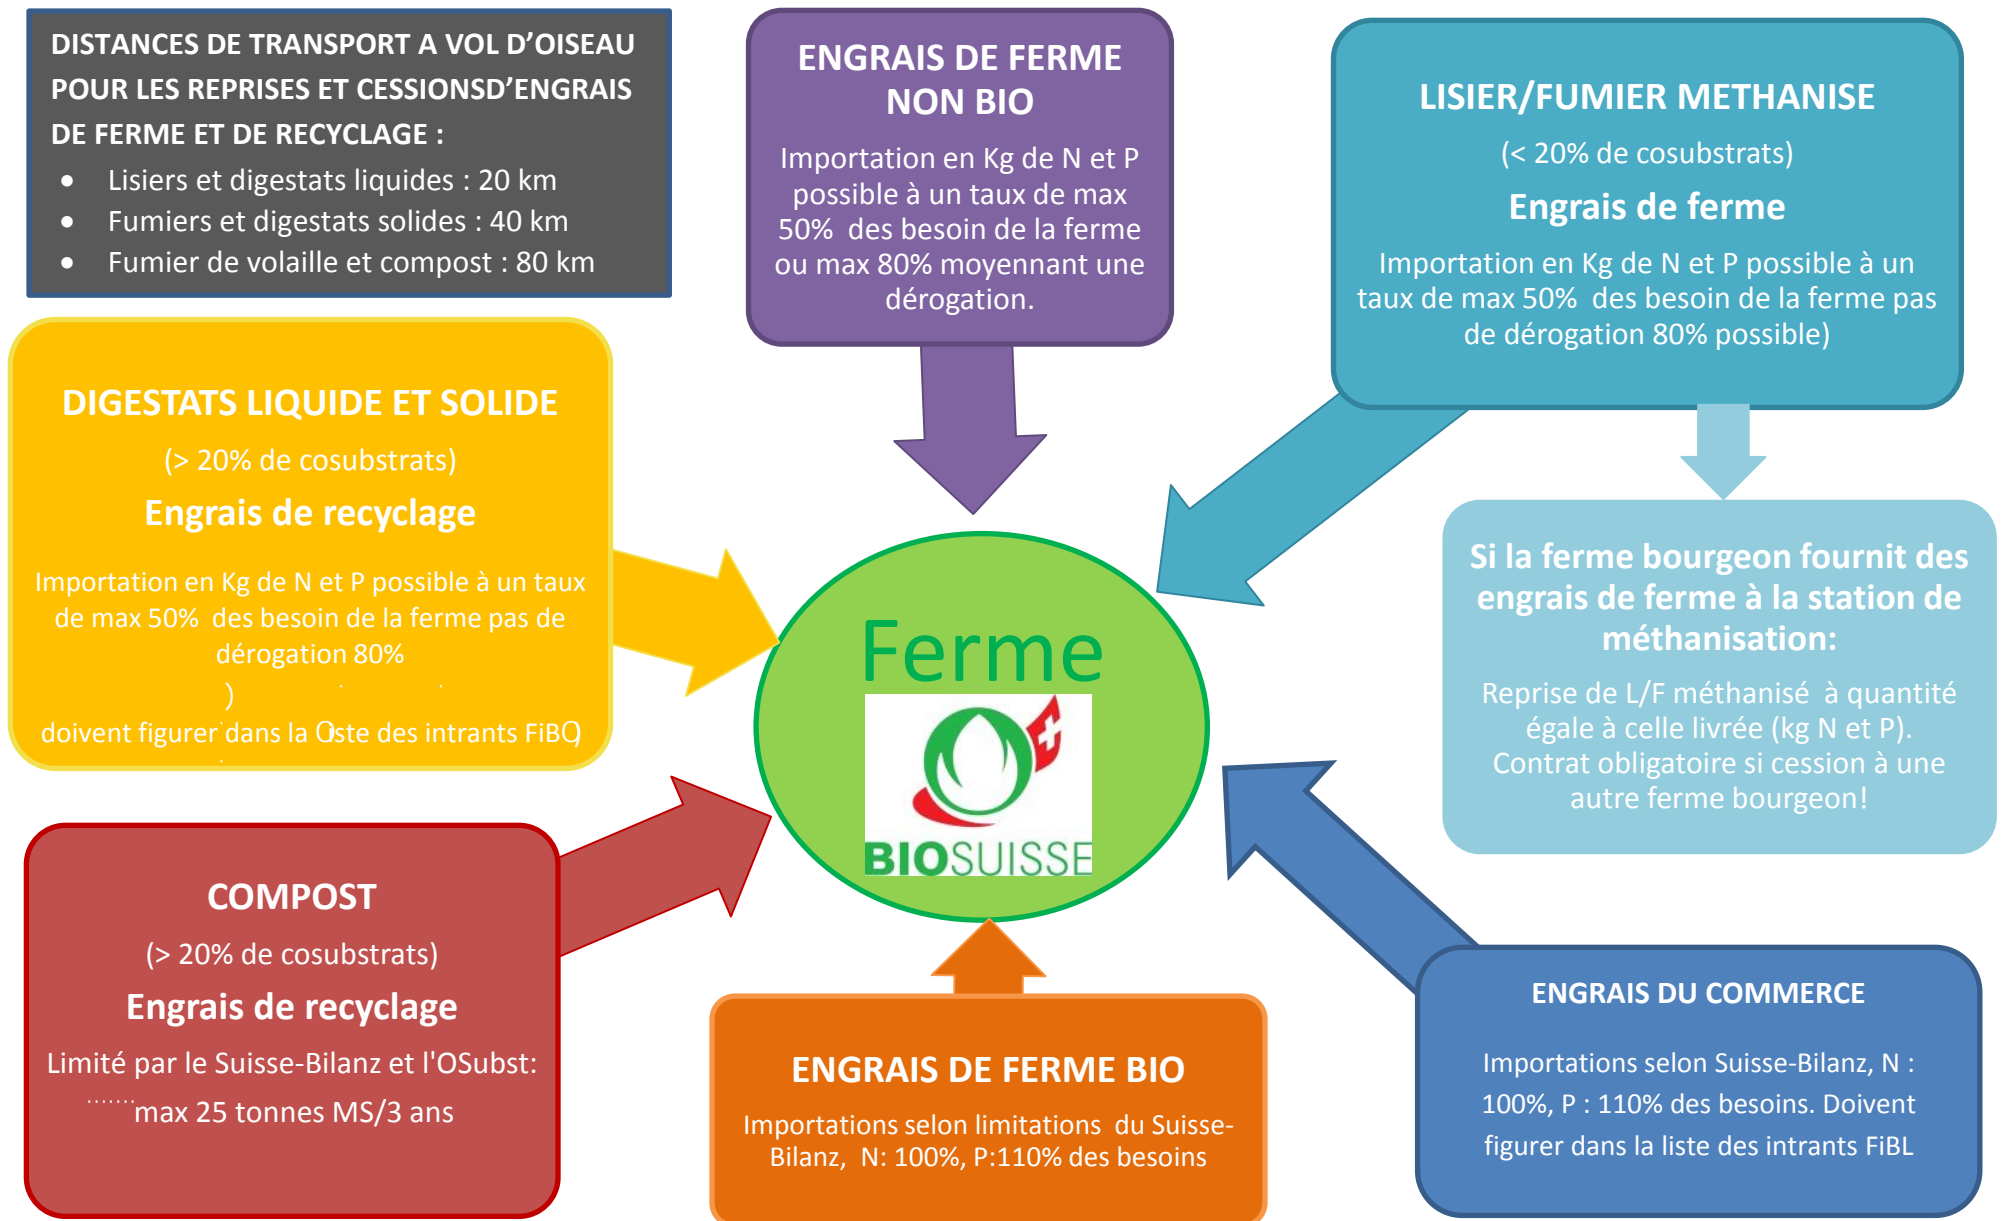 DISTANCES DE TRANSPORT A VOL D’OISEAU
POUR LES REPRISES ET CESSIONSD’ENGRAIS
DE FERME ET DE RECYCLAGE :
• Lisiers et digestats liquides : 20 km
• Fumiers et digestats solides : 40 km
• Fumier de volaille et compost : 80 km
ENGRAIS DE FERME
NON BIO
Importation en Kg de N et P
possible à un taux de max
50% des besoin de la ferme
ou max 80% moyennant une
dérogation.
LISIER/FUMIER METHANISE
(< 20% de cosubstrats)
Engrais de ferme
Importation en Kg de N et P possible à un
taux de max 50% des besoin de la ferme pas
de dérogation 80% possible)
DIGESTATS LIQUIDE ET SOLIDE
(> 20% de cosubstrats)
Engrais de recyclage
Importation en Kg de N et P possible à un taux
de max 50% des besoin de la ferme pas de
dérogation 80%
)
doivent figurer dans la Oste des intrants FiBO)
Si la ferme bourgeon fournit des
engrais de ferme à la station de
méthanisation:
Reprise de L/F méthanisé à quantité
égale à celle livrée (kg N et P).
Contrat obligatoire si cession à une
autre ferme bourgeon!
Ferme
BIOSUISSE
COMPOST
(> 20% de cosubstrats)
Engrais de recyclage
Limité par le Suisse-Bilanz et l'OSubst:
.......max 25 tonnes MS/3 ans
ENGRAIS DE FERME BIO
Importations selon limitations du Suisse-
Bilanz, N: 100%, P:110% des besoins
ENGRAIS DU COMMERCE
Importations selon Suisse-Bilanz, N :
100%, P : 110% des besoins. Doivent
figurer dans la liste des intrants FiBL